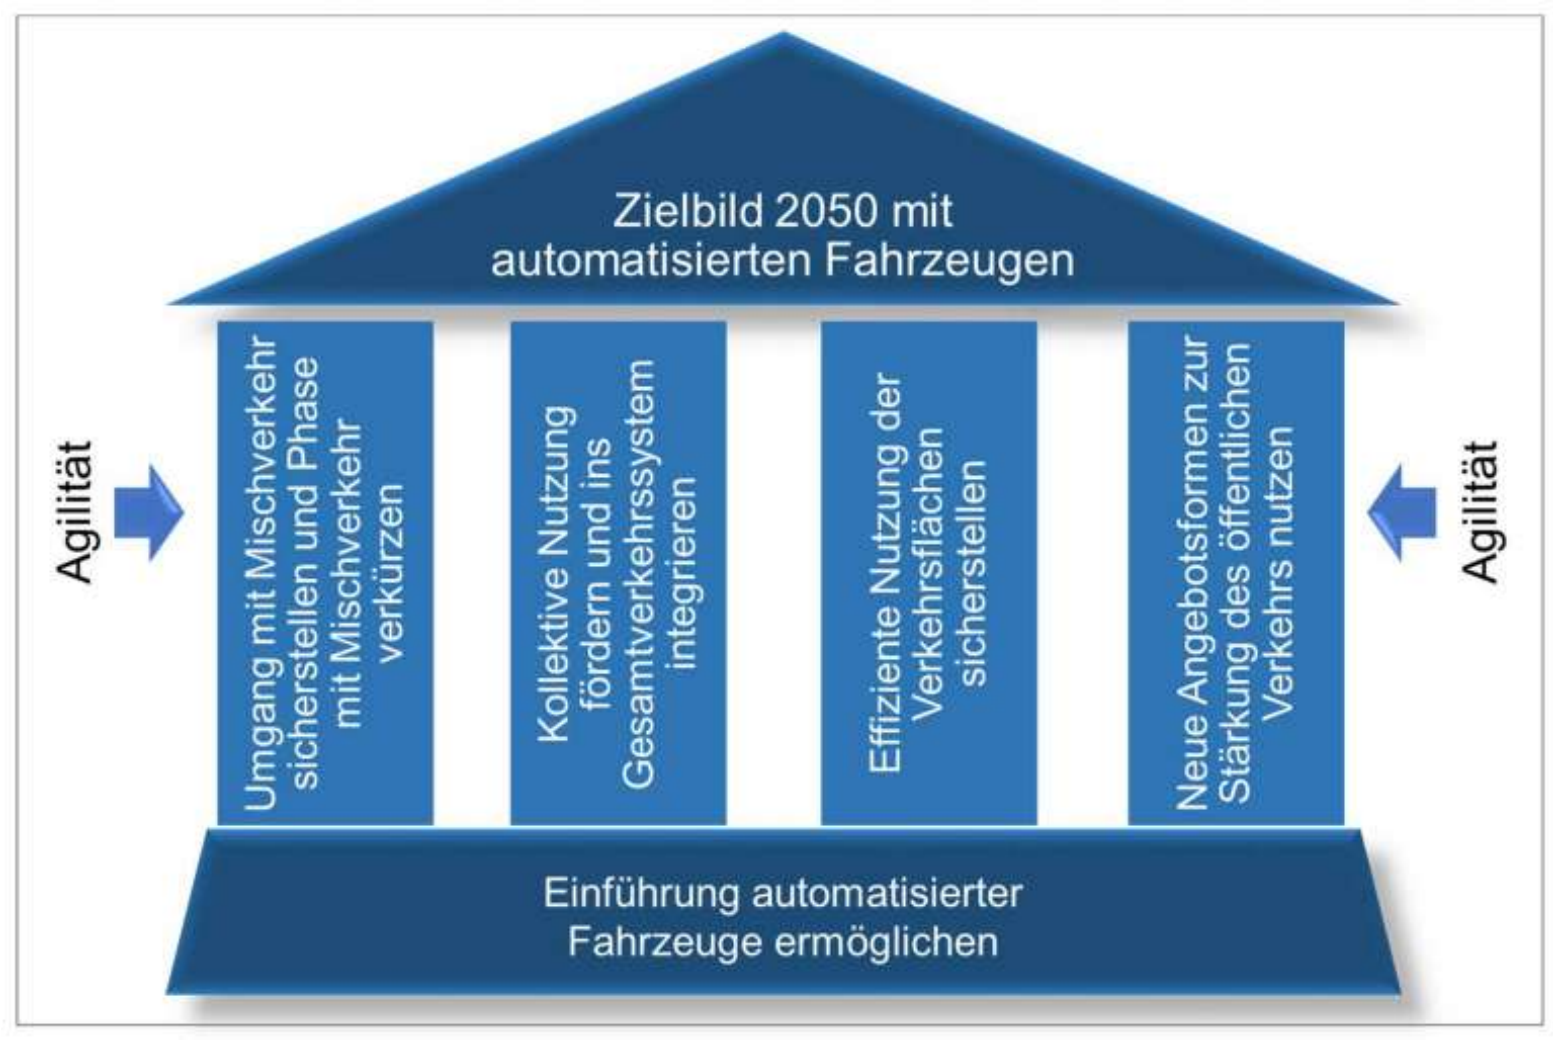 Zielbild 2050 mit
automatisierten Fahrzeugen
Agilität
Umgang mit Mischverkehr
sicherstellen und Phase
mit Mischverkehr
verkürzen
Kollektive Nutzung
fördern und ins
Gesamtverkehrssystem
integrieren
Effiziente Nutzung der
Verkehrsflächen
sicherstellen
Neue Angebotsformen zur
Stärkung des öffentlichen
Verkehrs nutzen
Agilität
Einführung automatisierter
Fahrzeuge ermöglichen